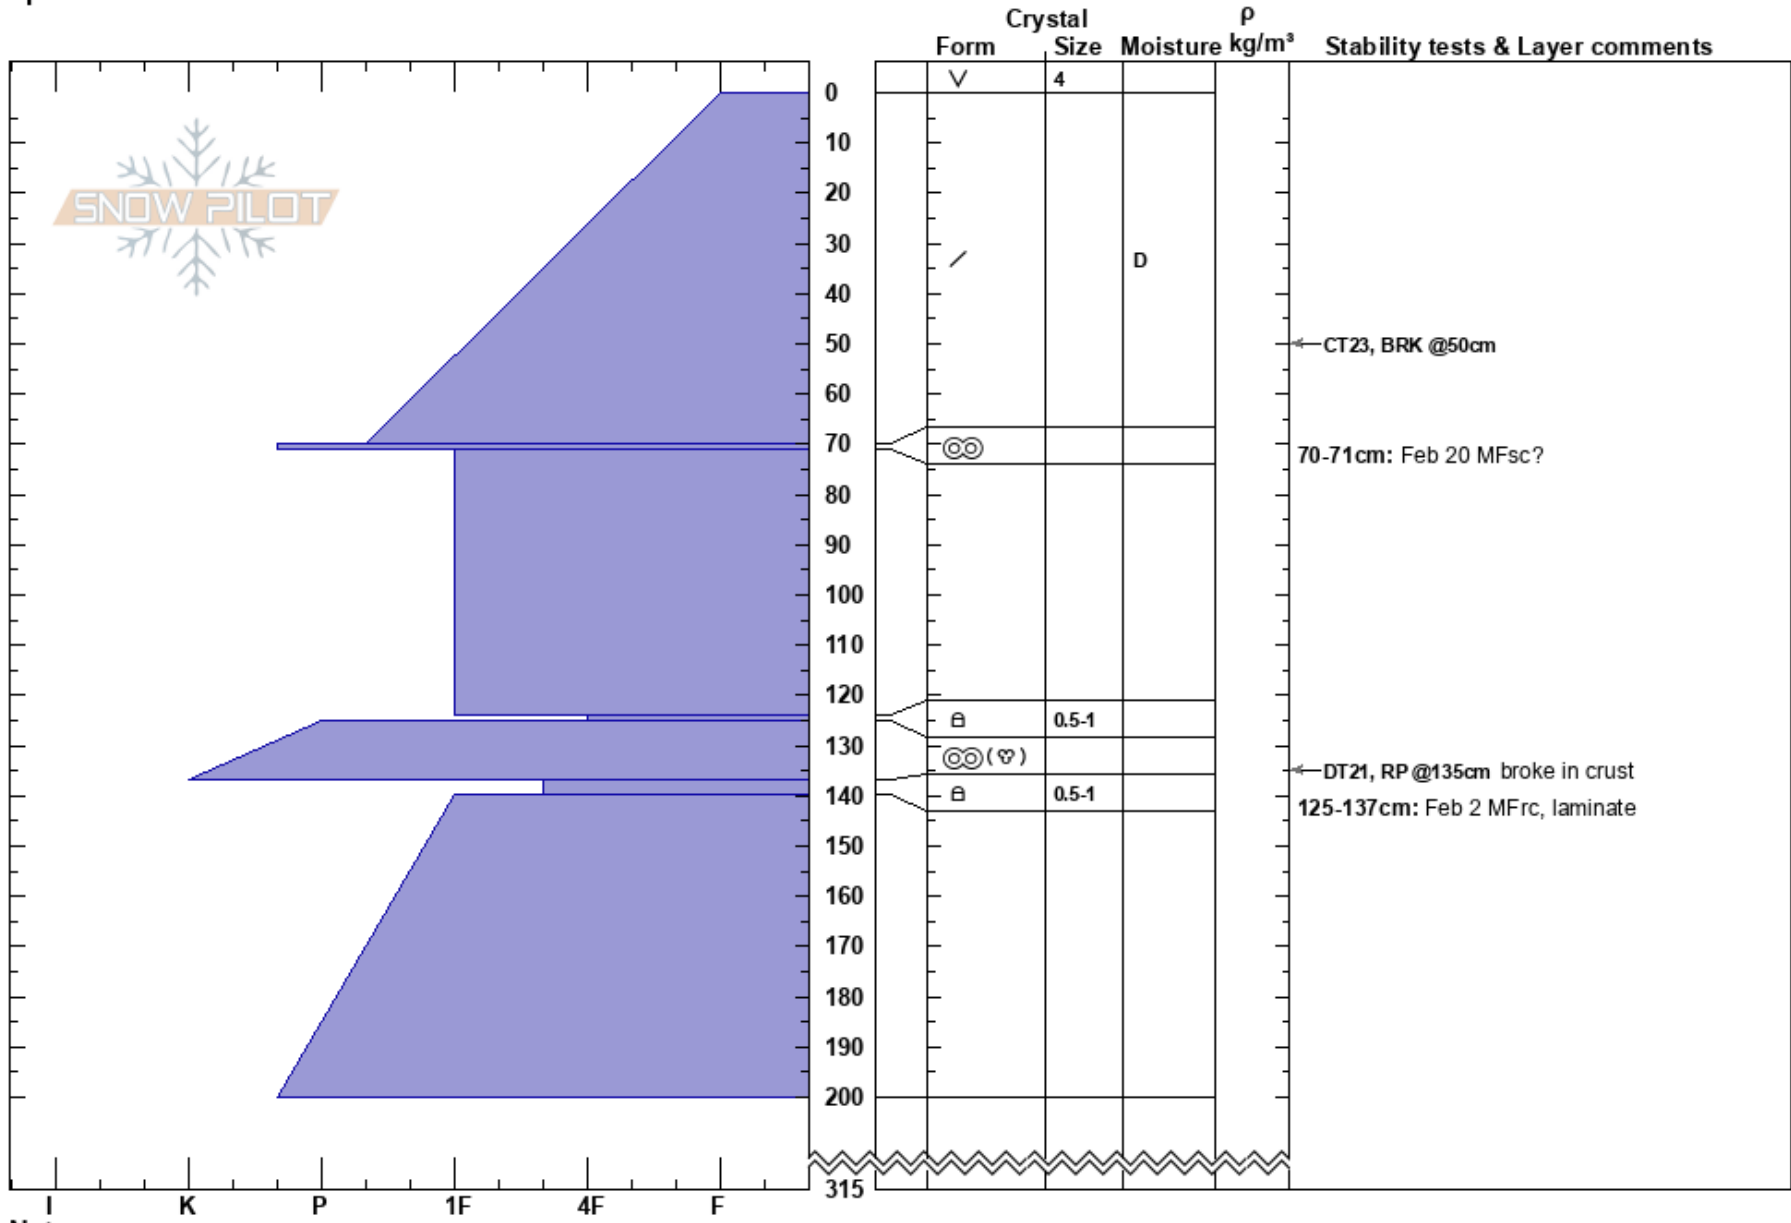 Crystal ρ
Form Size Moisture kg/m³ Stability tests & Layer comments
4
0
10
SNOW PILOT
20
30
D
40
50 CT23, BRK @50cm
60
70 70-71cm: Feb 20 MFsc?
80
90
100
110
120
0.5-1
130
DT21, RP @135cm broke in crust
140 0.5-1
125-137cm: Feb 2 MFrc, laminate
150
160
170
180
190
200
315
I K P 1F 4F F